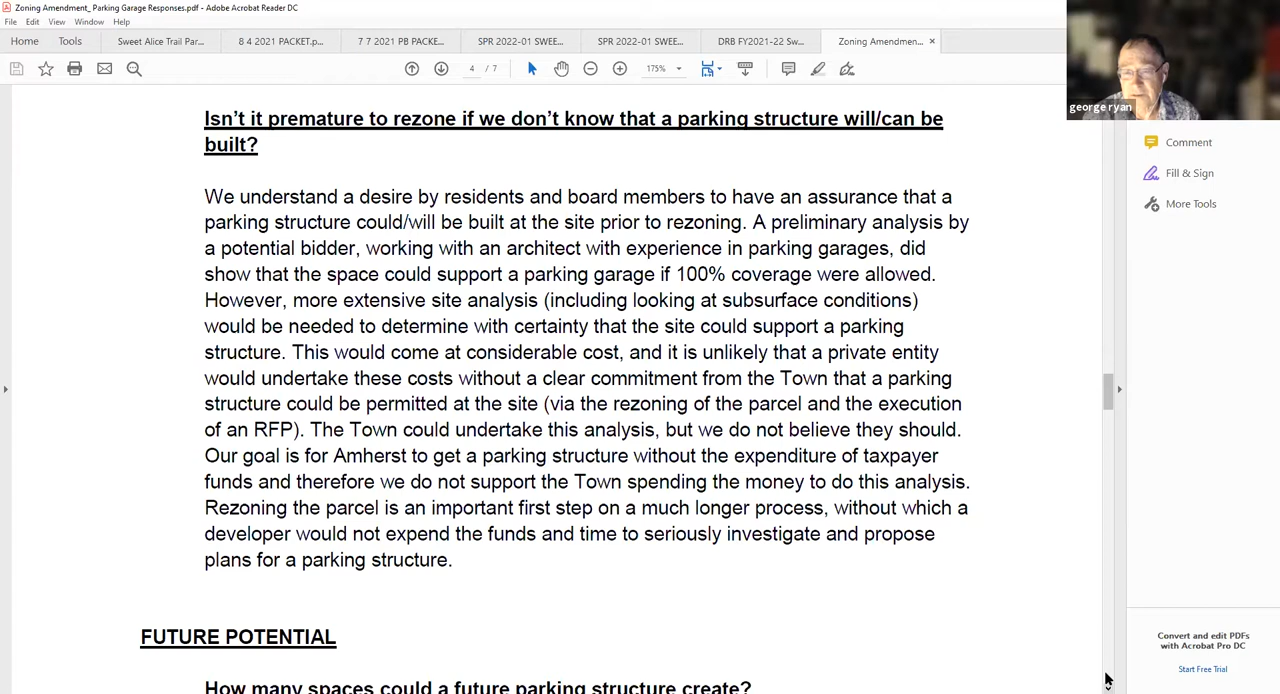 Zoning Amendment_ Parking Garage Responses.pdf - Adobe Acrobat Reader DC
File Edit View Window Help
Home Tools Sweet Alice Trail Par... 8 4 2021 PACKET.p... 7 7 2021 PB PACKE... SPR 2022-01 SWEE... SPR 2022-01 SWEE... DRB FY2021-22 Sw... Zoning Amendmen... ×
4 / 7 175%
george ryan
Comment
Fill & Sign
More Tools
Isn't it premature to rezone if we don't know that a parking structure will/can be
built?
We understand a desire by residents and board members to have an assurance that a
parking structure could/will be built at the site prior to rezoning. A preliminary analysis by
a potential bidder, working with an architect with experience in parking garages, did
show that the space could support a parking garage if 100% coverage were allowed.
However, more extensive site analysis (including looking at subsurface conditions)
would be needed to determine with certainty that the site could support a parking
structure. This would come at considerable cost, and it is unlikely that a private entity
would undertake these costs without a clear commitment from the Town that a parking
structure could be permitted at the site (via the rezoning of the parcel and the execution
of an RFP). The Town could undertake this analysis, but we do not believe they should.
Our goal is for Amherst to get a parking structure without the expenditure of taxpayer
funds and therefore we do not support the Town spending the money to do this analysis.
Rezoning the parcel is an important first step on a much longer process, without which a
developer would not expend the funds and time to seriously investigate and propose
plans for a parking structure.
FUTURE POTENTIAL
How many spaces could a future parking structure create?
Convert and edit PDFs
with Acrobat Pro DC
Start Free Trial